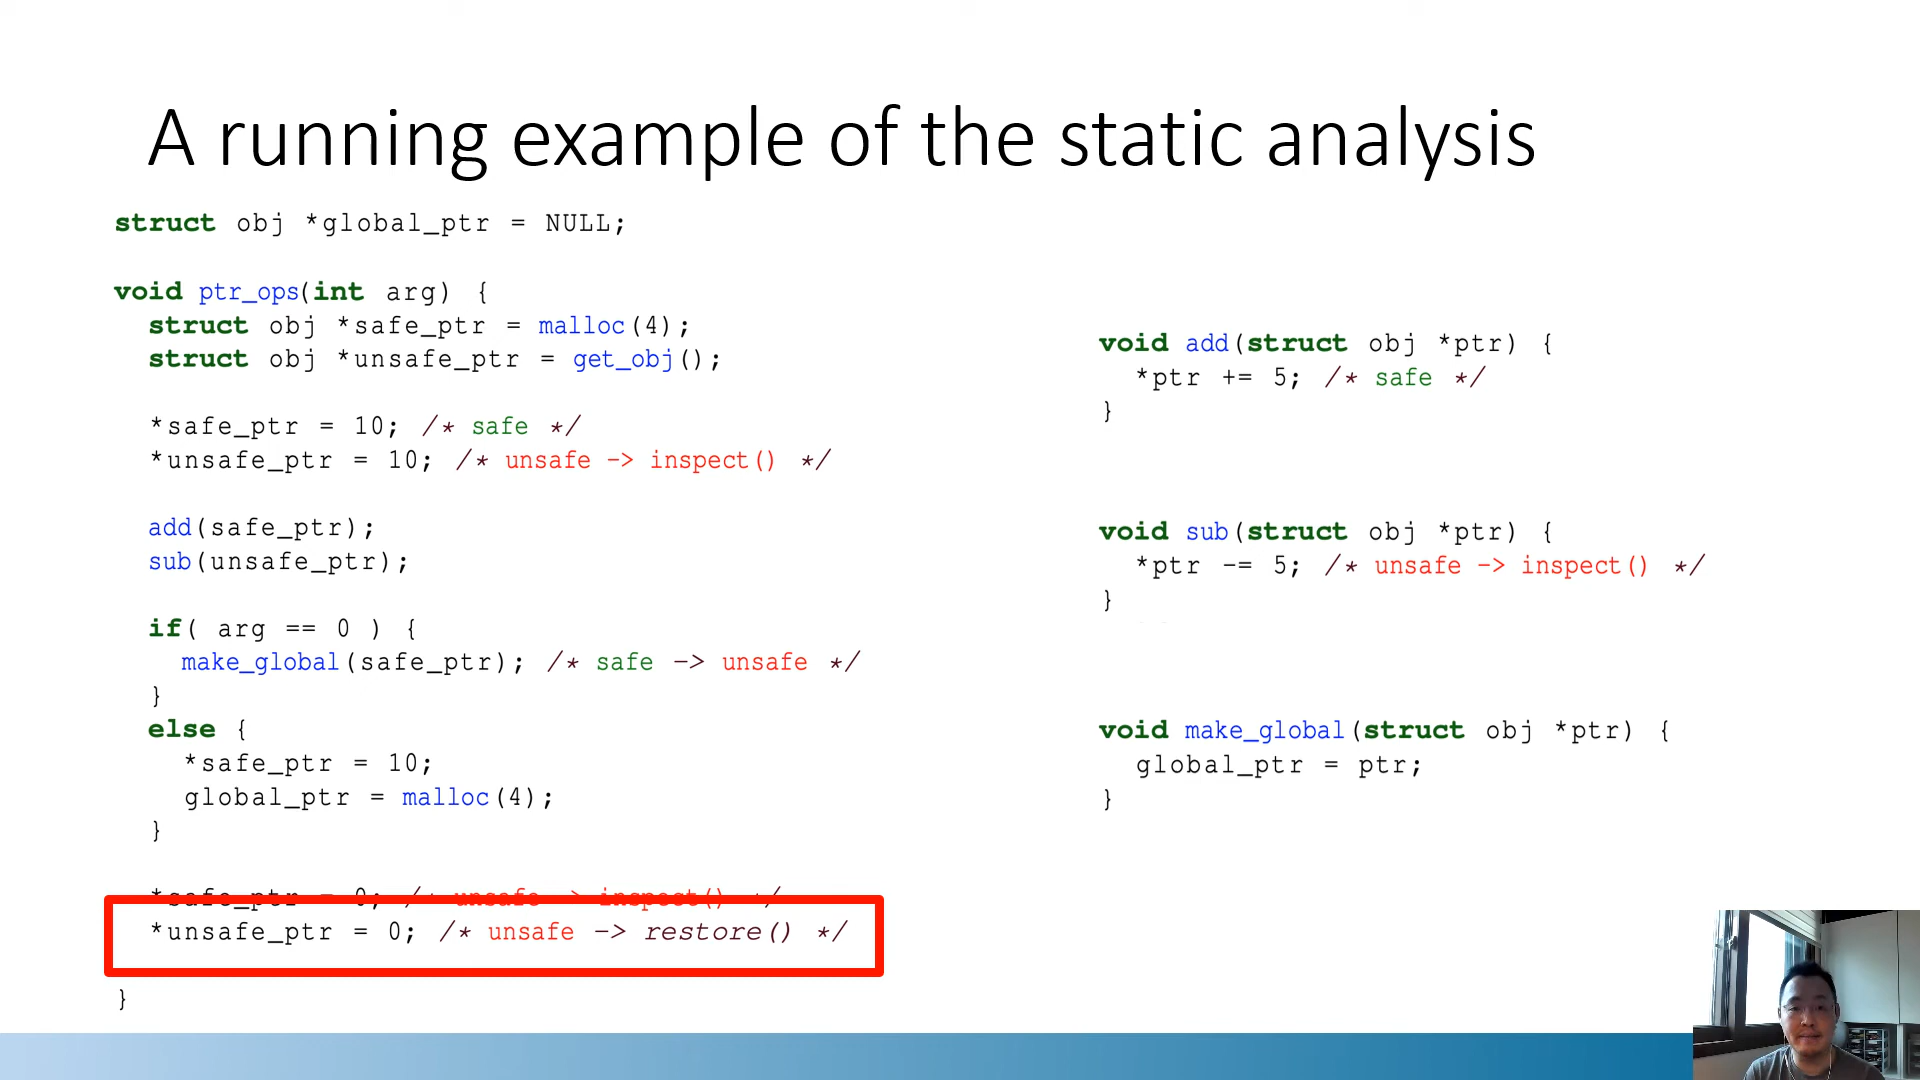 A running example of the static analysis
struct obj *global_ptr = NULL;
void ptr_ops(int arg) {
struct obj *safe_ptr = malloc(4);
struct obj *unsafe_ptr = get_obj();
*safe_ptr = 10; /* safe */
*unsafe_ptr = 10; /* unsafe -> inspect() */
add(safe_ptr);
sub(unsafe_ptr);
if( arg == 0 ) {
make_global(safe_ptr); /* safe -> unsafe */
}
else {
*safe_ptr = 10;
global_ptr = malloc(4);
}
*safe_ptr = 0; /* unsafe -> inspect() */
*unsafe_ptr = 0; /* unsafe -> restore() */
}
void add(struct obj *ptr) {
*ptr += 5; /* safe */
}
void sub(struct obj *ptr) {
*ptr -= 5; /* unsafe -> inspect() */
}
void make_global(struct obj *ptr) {
global_ptr = ptr;
}